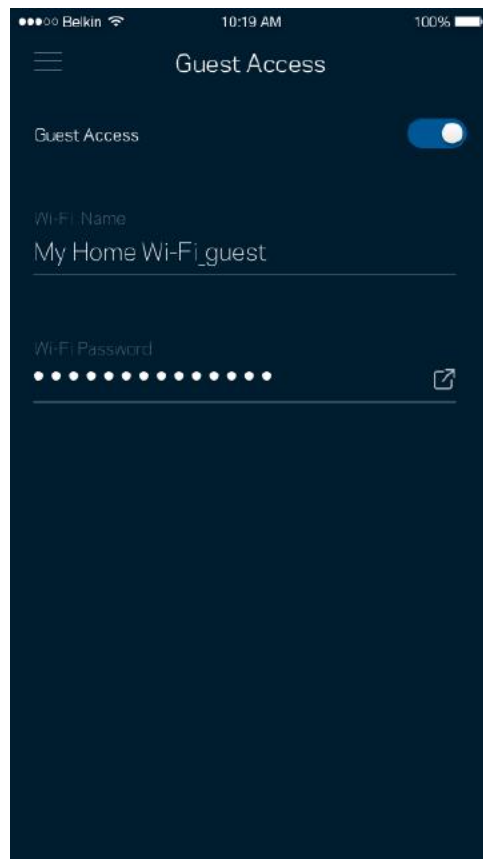 Belkin 10:19 AM 100%
Guest Access
Guest Access
Wi-Fi Name
My Home Wi-Fi_guest
Wi-Fi Password
●●●●●●●●●●●●●●